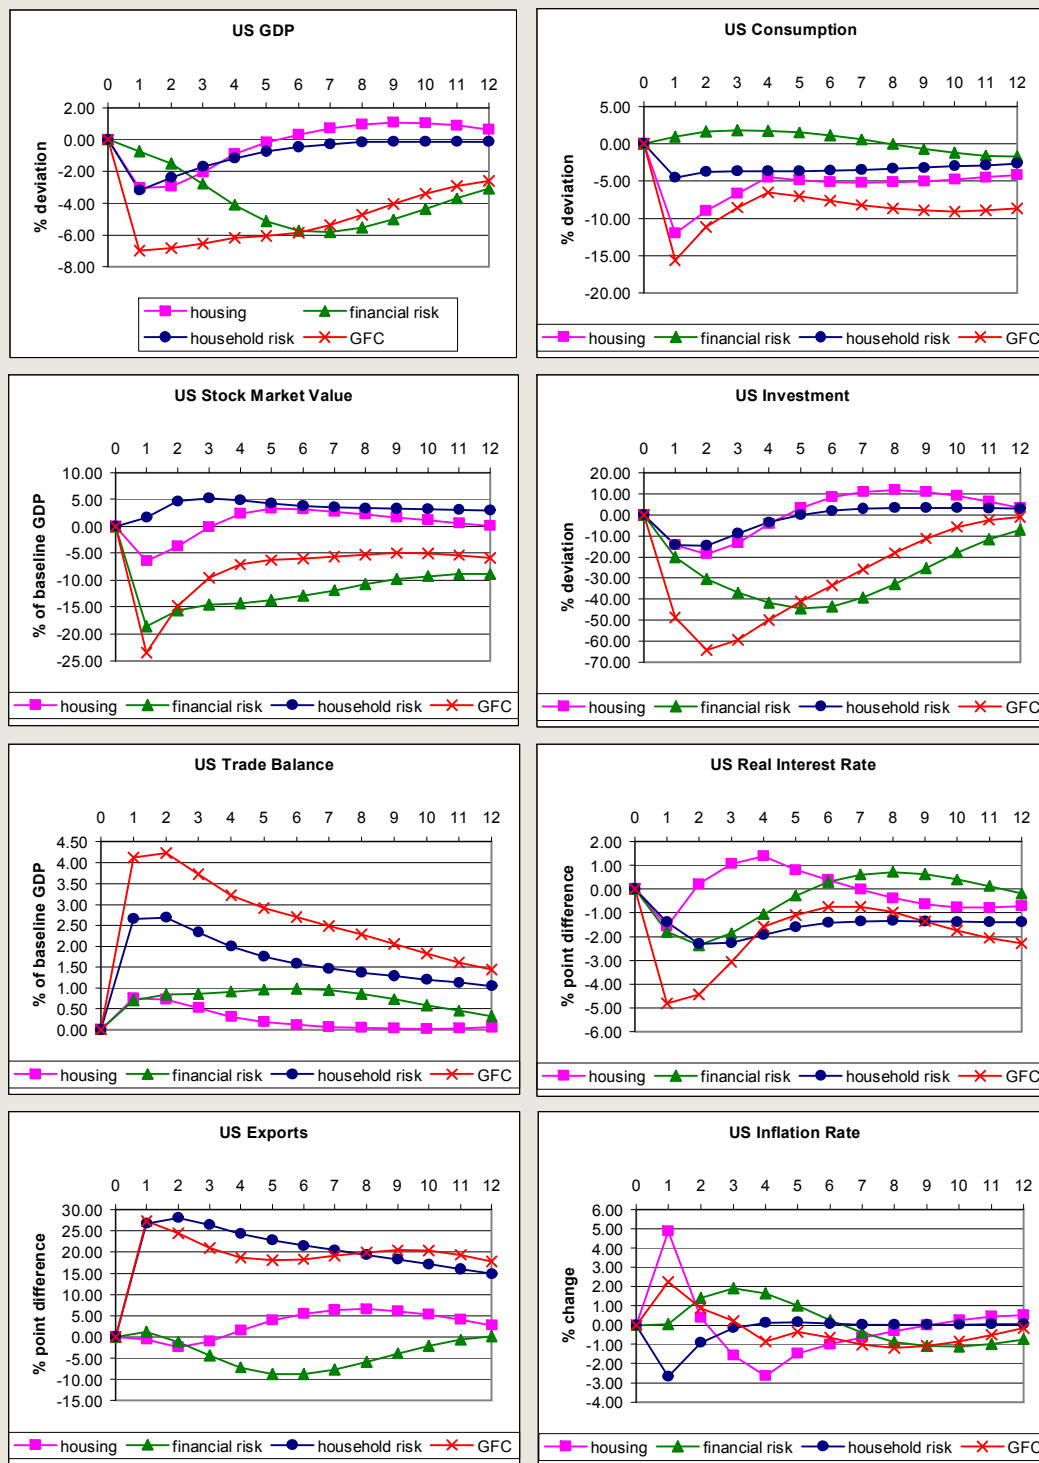 US GDP
0 1 2 3 4 5 6 7 8 9 10 11 12
2.00
0.00
-2.00
-4.00
-6.00
-8.00
% deviation
housing financial risk
household risk GFC
US Consumption
0 1 2 3 4 5 6 7 8 9 10 11 12
5.00
0.00
-5.00
-10.00
-15.00
-20.00
% deviation
housing financial risk household risk GFC
US Stock Market Value
0 1 2 3 4 5 6 7 8 9 10 11 12
10.00
5.00
0.00
-5.00
-10.00
-15.00
-20.00
-25.00
% of baseline GDP
housing financial risk household risk GFC
US Investment
0 1 2 3 4 5 6 7 8 9 10 11 12
20.00
10.00
0.00
-10.00
-20.00
-30.00
-40.00
-50.00
-60.00
-70.00
% deviation
housing financial risk household risk GFC
US Trade Balance
0 1 2 3 4 5 6 7 8 9 10 11 12
4.50
4.00
3.50
3.00
2.50
2.00
1.50
1.00
0.50
0.00
% of baseline GDP
housing financial risk household risk GFC
US Real Interest Rate
0 1 2 3 4 5 6 7 8 9 10 11 12
2.00
1.00
0.00
-1.00
-2.00
-3.00
-4.00
-5.00
-6.00
% point difference
housing financial risk household risk GFC
US Exports
0 1 2 3 4 5 6 7 8 9 10 11 12
30.00
25.00
20.00
15.00
10.00
5.00
0.00
-5.00
-10.00
-15.00
% point difference
housing financial risk household risk GFC
US Inflation Rate
0 1 2 3 4 5 6 7 8 9 10 11 12
6.00
5.00
4.00
3.00
2.00
1.00
0.00
-1.00
-2.00
-3.00
-4.00
% change
housing financial risk household risk GFC